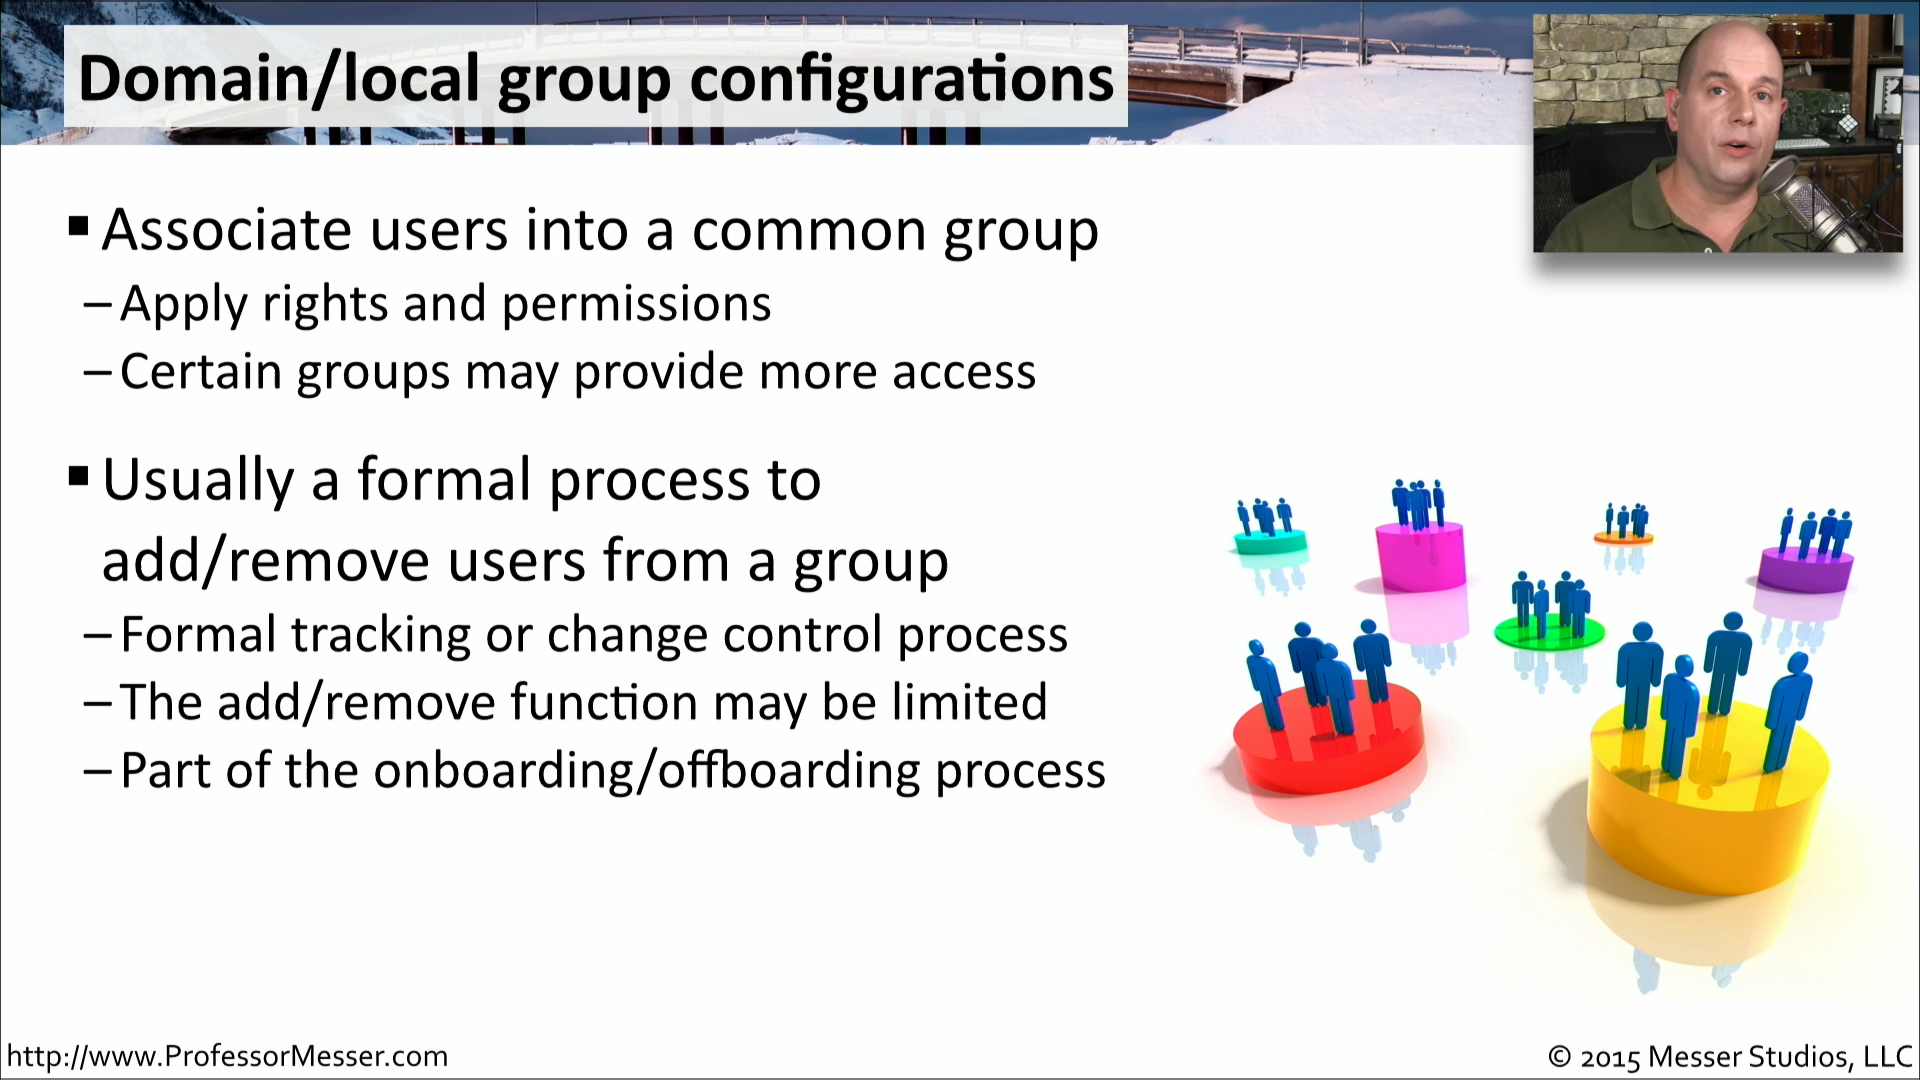 Domain/local group configurations
▪ Associate users into a common group
– Apply rights and permissions
– Certain groups may provide more access
▪ Usually a formal process to
add/remove users from a group
– Formal tracking or change control process
– The add/remove function may be limited
– Part of the onboarding/offboarding process
http://www.ProfessorMesser.com
© 2015 Messer Studios, LLC